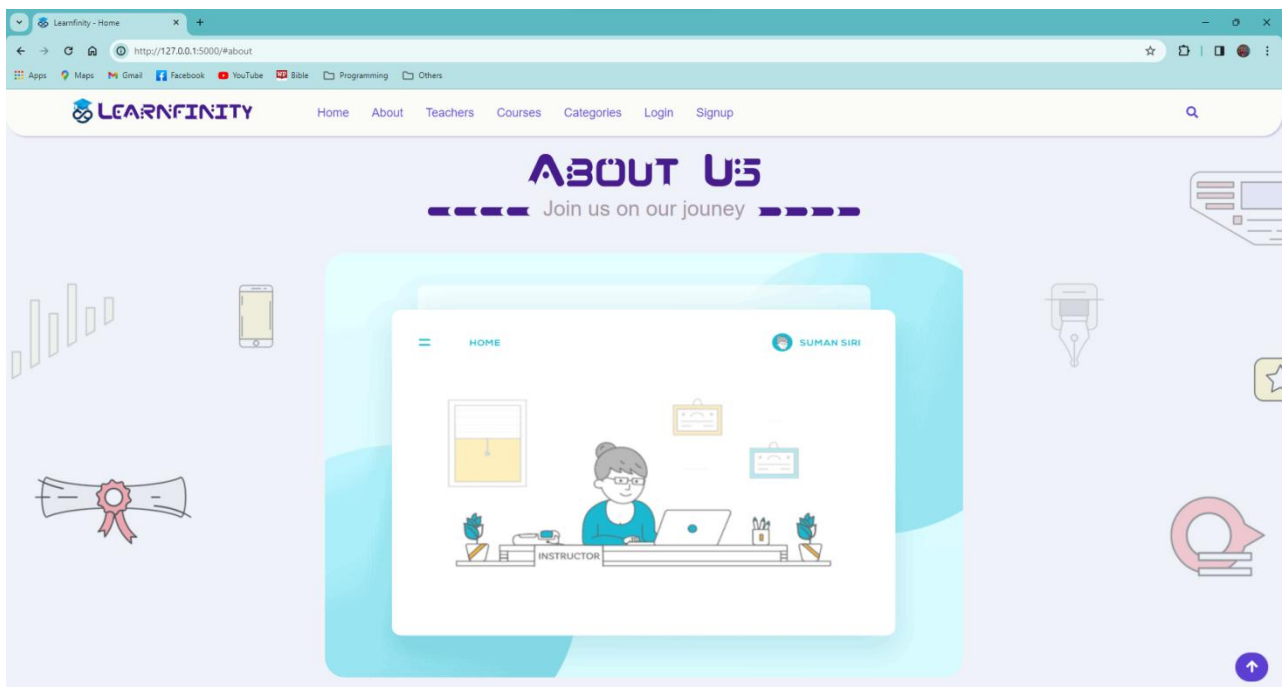 Learnfinity - Home
http://127.0.0.1:5000/#about
Apps Maps Gmail Facebook YouTube Bible Programming Others
LEARNFINITY Home About Teachers Courses Categories Login Signup
ABOUT US
Join us on our jouney
HOME SUMAN SIRI
INSTRUCTOR